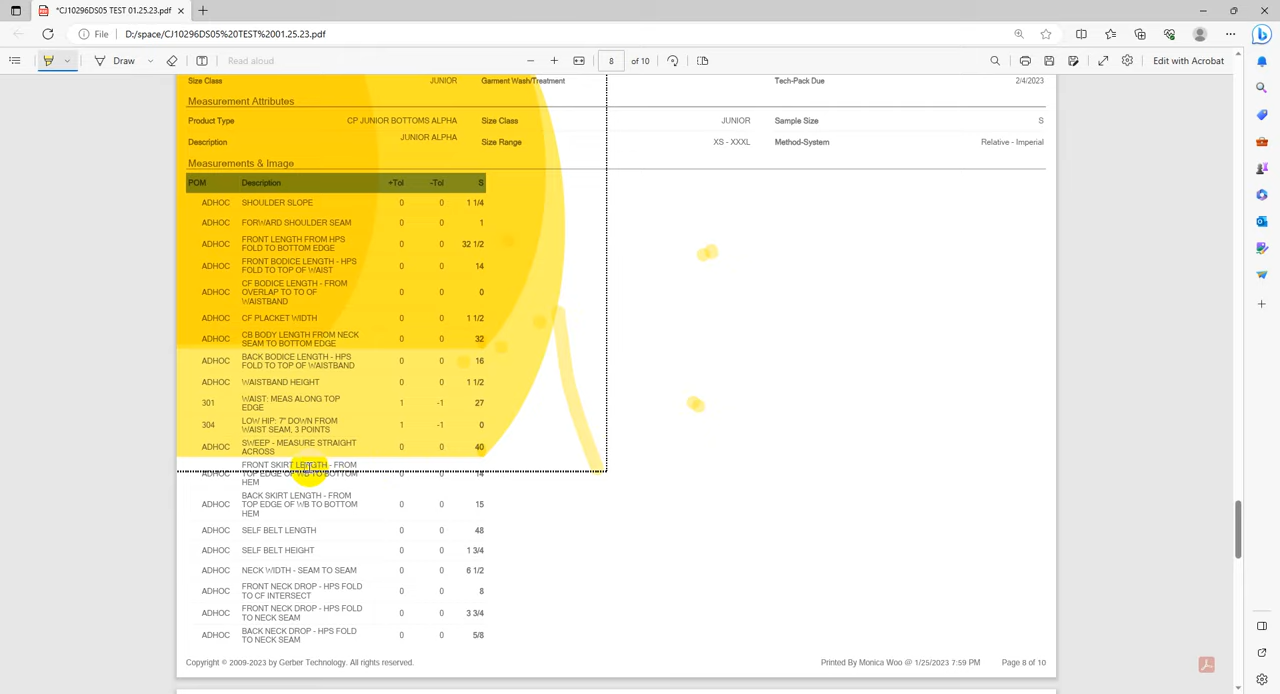 *CJ10296DS05 TEST 01.25.23.pdf
File D:/space/CJ10296DS05%20TEST%2001.25.23.pdf
Draw Read aloud 8 of 10 Edit with Acrobat
Size Class JUNIOR Garment Wash/Treatment Tech-Pack Due 2/4/2023
Measurement Attributes
Product Type CP JUNIOR BOTTOMS ALPHA Size Class JUNIOR Sample Size S
Description JUNIOR ALPHA Size Range XS - XXXL Method-System Relative - Imperial
Measurements & Image
POM Description +Tol -Tol S
ADHOC SHOULDER SLOPE 0 0 1 1/4
ADHOC FORWARD SHOULDER SEAM 0 0 1
ADHOC FRONT LENGTH FROM HPS 0 0 32 1/2
FOLD TO BOTTOM EDGE
ADHOC FRONT BODICE LENGTH - HPS 0 0 14
FOLD TO TOP OF WAIST
CF BODICE LENGTH - FROM
ADHOC OVERLAP TO TO OF 0 0 0
WAISTBAND
ADHOC CF PLACKET WIDTH 0 0 1 1/2
ADHOC CB BODY LENGTH FROM NECK 0 0 32
SEAM TO BOTTOM EDGE
ADHOC BACK BODICE LENGTH - HPS 0 0 16
FOLD TO TOP OF WAISTBAND
ADHOC WAISTBAND HEIGHT 0 0 1 1/2
301 WAIST: MEAS ALONG TOP 1 -1 27
EDGE
304 LOW HIP: 7" DOWN FROM 1 -1 0
WAIST SEAM, 3 POINTS
ADHOC SWEEP - MEASURE STRAIGHT 0 0 40
ACROSS
FRONT SKIRT LENGTH - FROM
ADHOC TOP EDGE OF WB TO BOTTOM 0 0 14
HEM
BACK SKIRT LENGTH - FROM
ADHOC TOP EDGE OF WB TO BOTTOM 0 0 15
HEM
ADHOC SELF BELT LENGTH 0 0 48
ADHOC SELF BELT HEIGHT 0 0 1 3/4
ADHOC NECK WIDTH - SEAM TO SEAM 0 0 6 1/2
ADHOC FRONT NECK DROP - HPS FOLD 0 0 8
TO CF INTERSECT
ADHOC FRONT NECK DROP - HPS FOLD 0 0 3 3/4
TO NECK SEAM
ADHOC BACK NECK DROP - HPS FOLD 0 0 5/8
TO NECK SEAM
Copyright © 2009-2023 by Gerber Technology. All rights reserved. Printed By Monica Woo @ 1/25/2023 7:59 PM Page 8 of 10